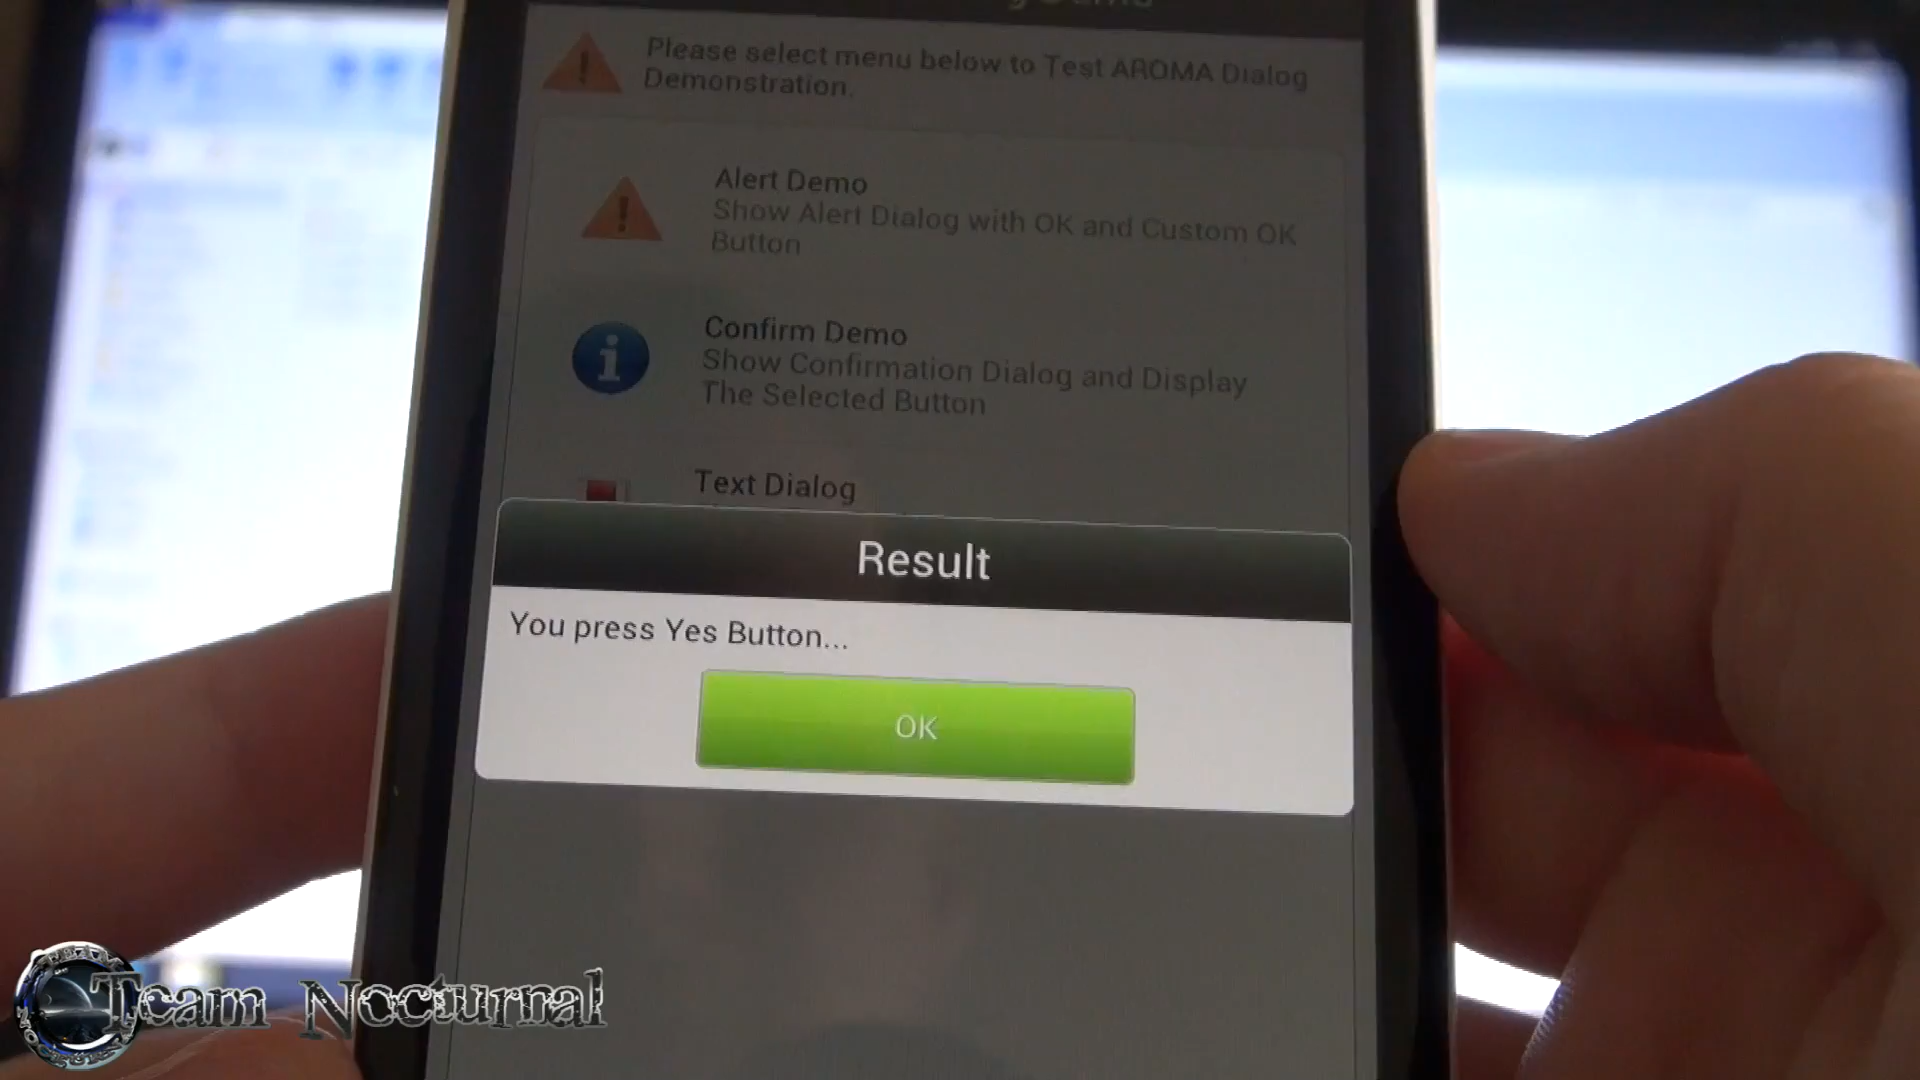 Please select menu below to Test AROMA Dialog
Demonstration.
Alert Demo
Show Alert Dialog with OK and Custom OK
Button
Confirm Demo
Show Confirmation Dialog and Display
The Selected Button
Text Dialog
Result
You press Yes Button...
OK
Team Nocturnal